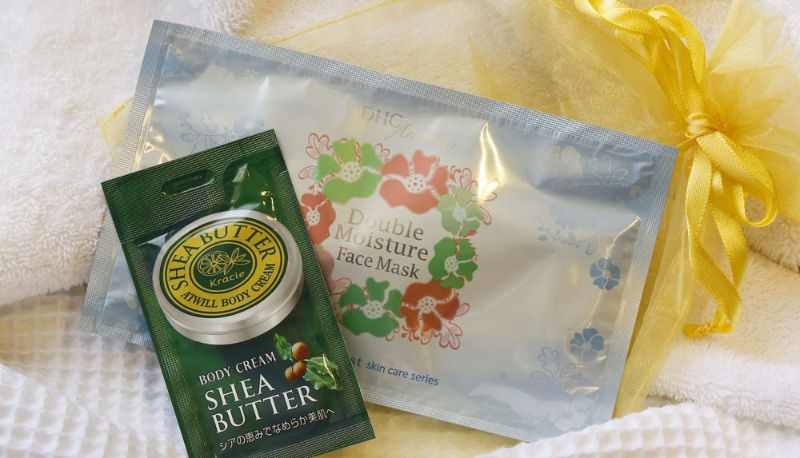 DHC
Double
Moisture
Face Mask
st skin care series
SHEA BUTTER
Kracie
ATWILL BODY CREAM
BODY CREAM
SHEA
BUTTER
シアの恵みでなめらか美肌へ